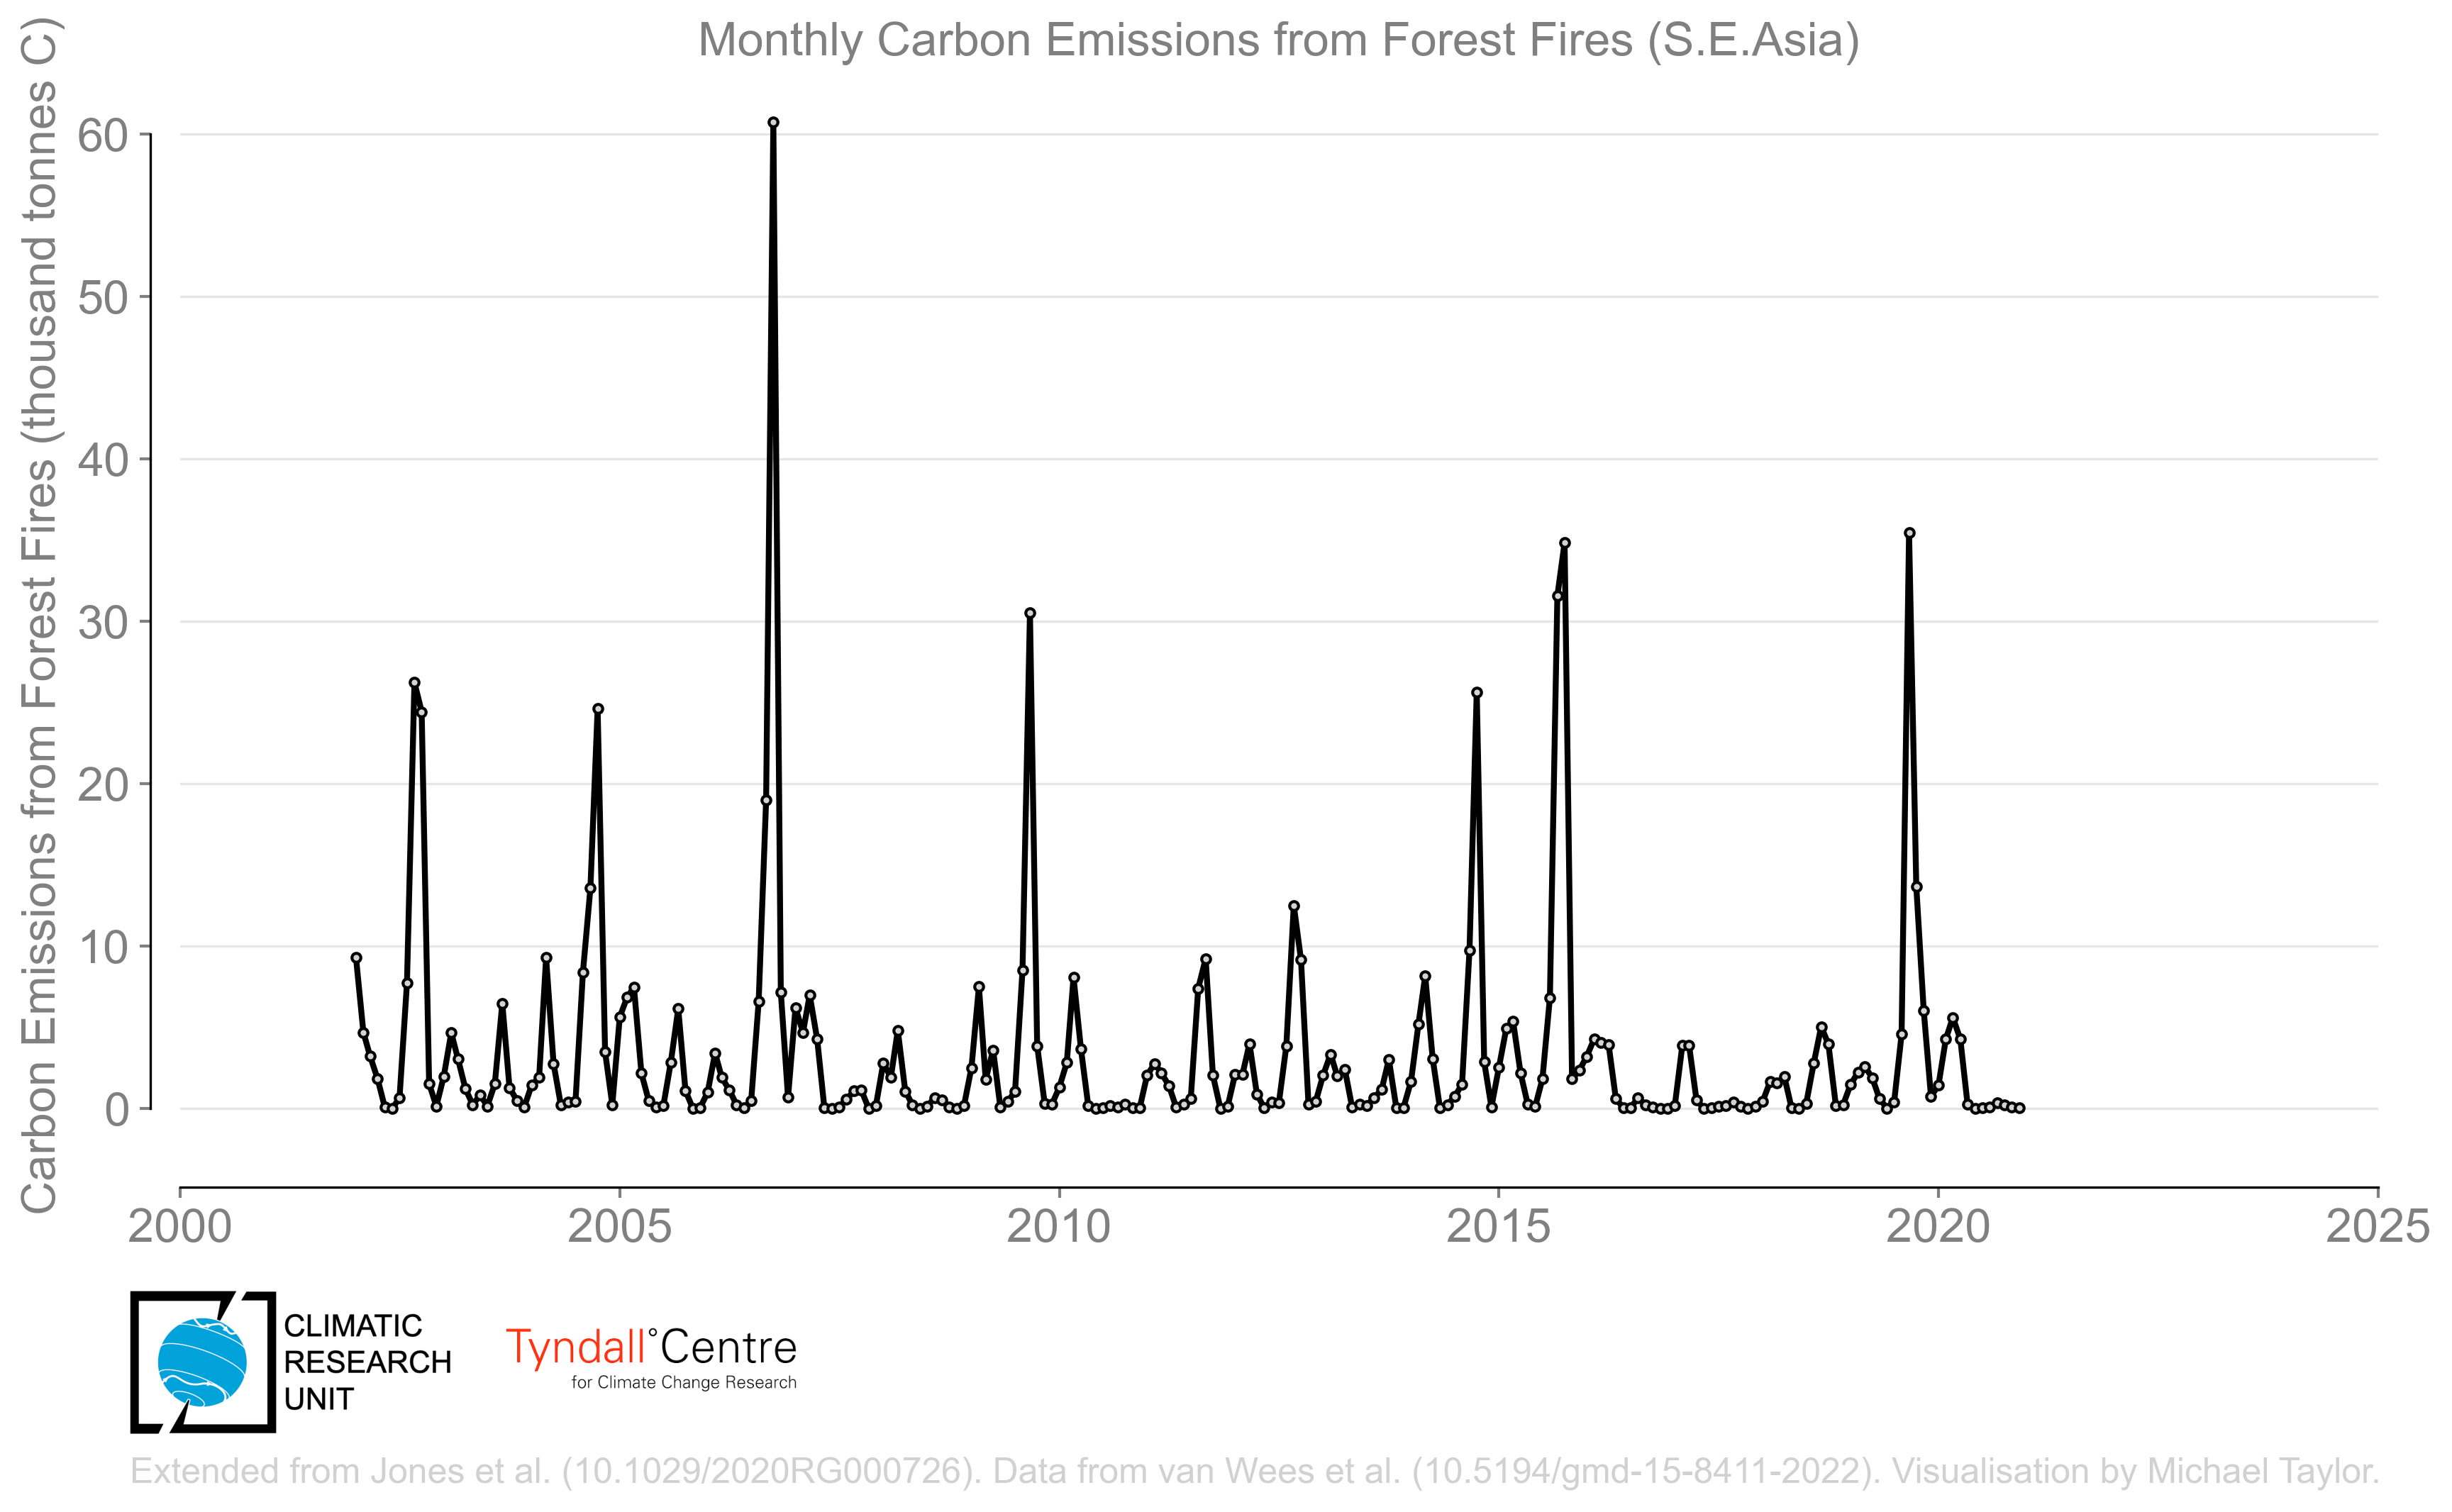 Monthly Carbon Emissions from Forest Fires (S.E.Asia)
Carbon Emissions from Forest Fires (thousand tonnes C)
60
50
40
30
20
10
0
2000 2005 2010 2015 2020 2025
CLIMATIC
RESEARCH
UNIT
Tyndall°Centre
for Climate Change Research
Extended from Jones et al. (10.1029/2020RG000726). Data from van Wees et al. (10.5194/gmd-15-8411-2022). Visualisation by Michael Taylor.